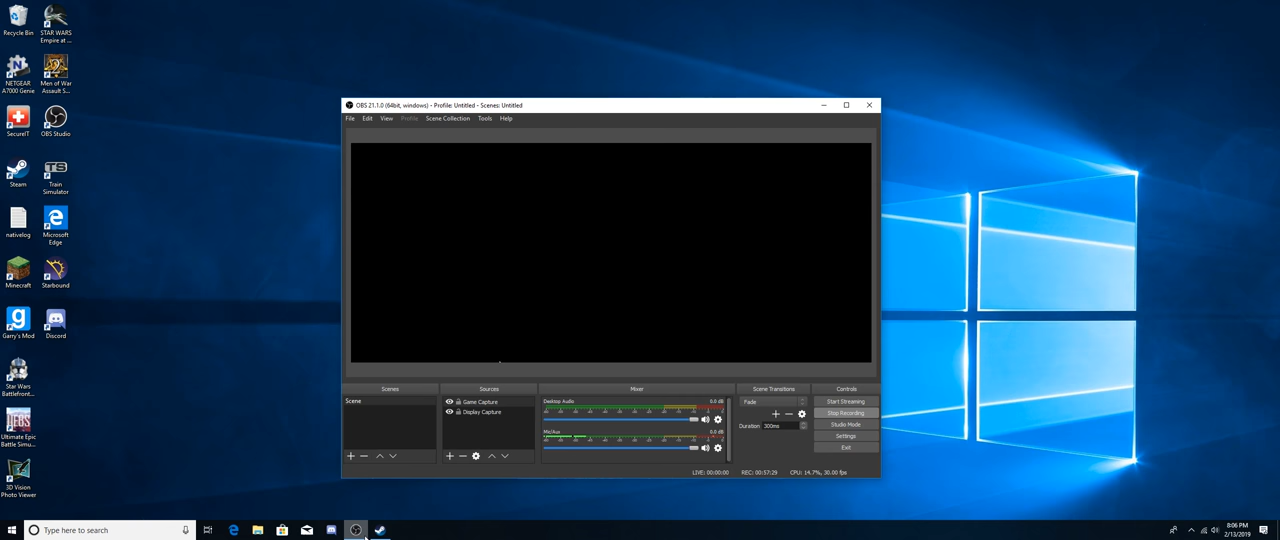 Recycle Bin
STAR WARS
Empire at ...
NETGEAR
A7000 Genie
Men of War
Assault S...
SecureIT
OBS Studio
Steam
Train
Simulator
nativelog
Microsoft
Edge
Minecraft
Starbound
Garry's Mod
Discord
Star Wars
Battlefront...
Ultimate Epic
Battle Simu...
3D Vision
Photo Viewer
OBS 21.1.0 (64bit, windows) - Profile: Untitled - Scenes: Untitled
File Edit View Profile Scene Collection Tools Help
Scenes Sources Mixer Scene Transitions Controls
Scene
Game Capture
Display Capture
Desktop Audio 0.0 dB
Mic/Aux 0.0 dB
Fade
Duration 300ms
Start Streaming
Stop Recording
Studio Mode
Settings
Exit
LIVE: 00:00:00 REC: 00:57:29 CPU: 14.7%, 30.00 fps
Type here to search
8:06 PM
2/13/2019